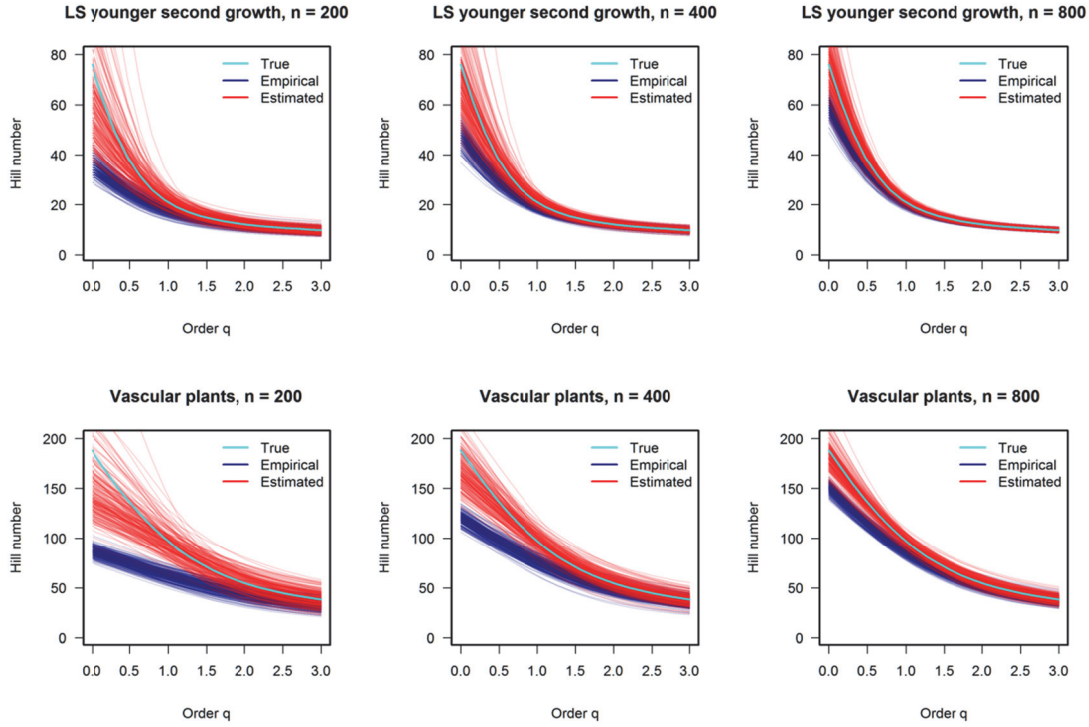 LS younger second growth, n = 200
80
60
40
20
0
Hill number
True
Empirical
Estimated
0.0 0.5 1.0 1.5 2.0 2.5 3.0
Order q
LS younger second growth, n = 400
80
60
40
20
0
Hill number
True
Empirical
Estimated
0.0 0.5 1.0 1.5 2.0 2.5 3.0
Order q
LS younger second growth, n = 800
80
60
40
20
0
Hill number
True
Empirical
Estimated
0.0 0.5 1.0 1.5 2.0 2.5 3.0
Order q
Vascular plants, n = 200
200
150
100
50
0
Hill number
True
Empirical
Estimated
0.0 0.5 1.0 1.5 2.0 2.5 3.0
Order q
Vascular plants, n = 400
200
150
100
50
0
Hill number
True
Empirical
Estimated
0.0 0.5 1.0 1.5 2.0 2.5 3.0
Order q
Vascular plants, n = 800
200
150
100
50
0
Hill number
True
Empirical
Estimated
0.0 0.5 1.0 1.5 2.0 2.5 3.0
Order q